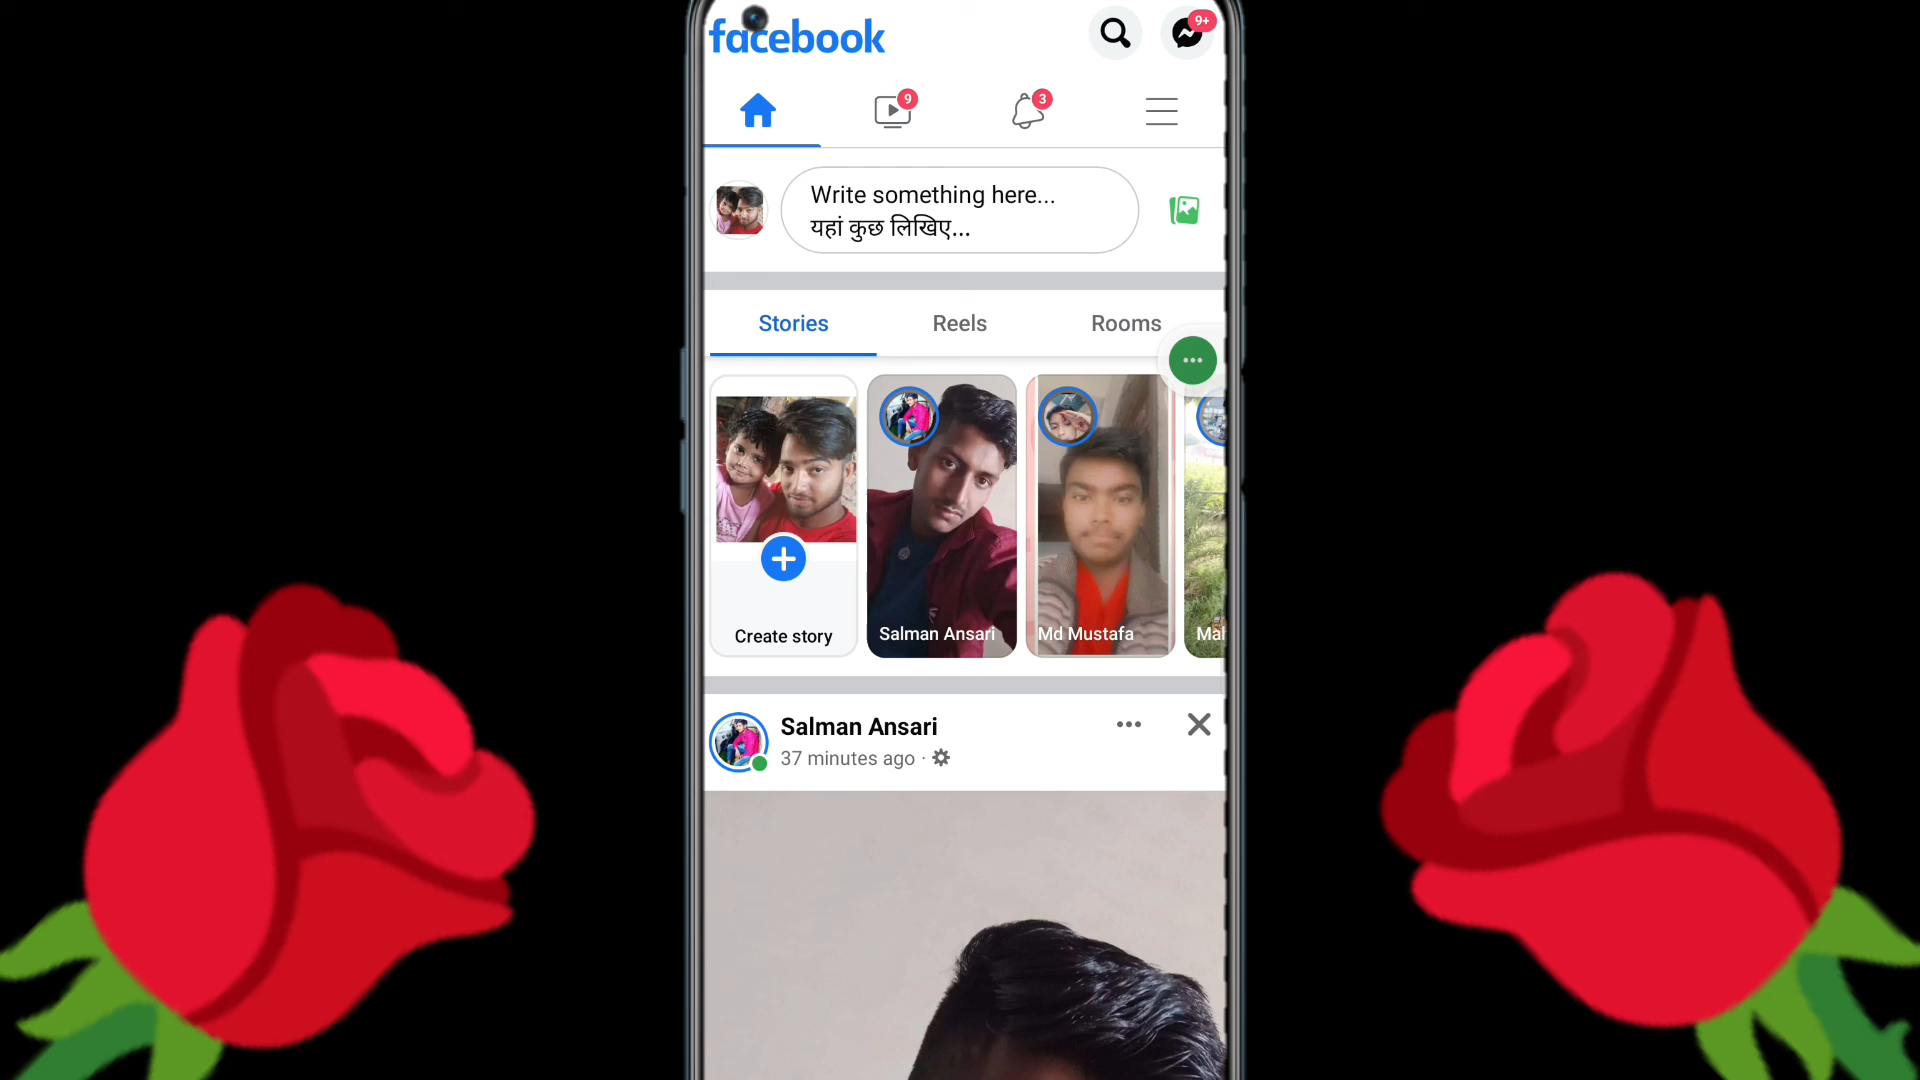 facebook
9+
9
3
Write something here...
यहां कुछ लिखिए...
Stories
Reels
Rooms
Create story
Salman Ansari
Md Mustafa
Salman Ansari
37 minutes ago ·